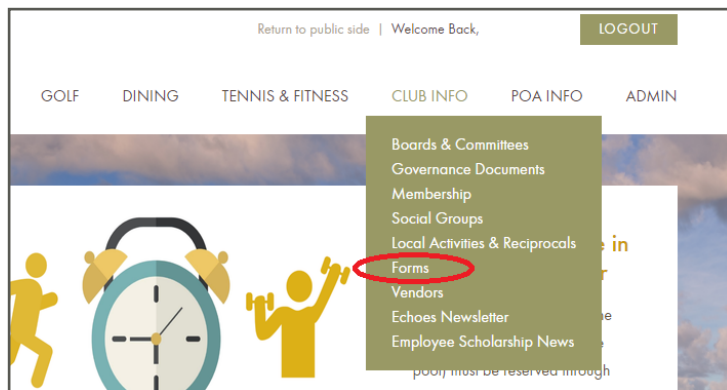 Return to public side | Welcome Back,
LOGOUT
GOLF DINING TENNIS & FITNESS CLUB INFO POA INFO ADMIN
Boards & Committees
Governance Documents
Membership
Social Groups
Local Activities & Reciprocals
in
Forms
Vendors
Echoes Newsletter
Employee Scholarship News
pool) must be reserved through